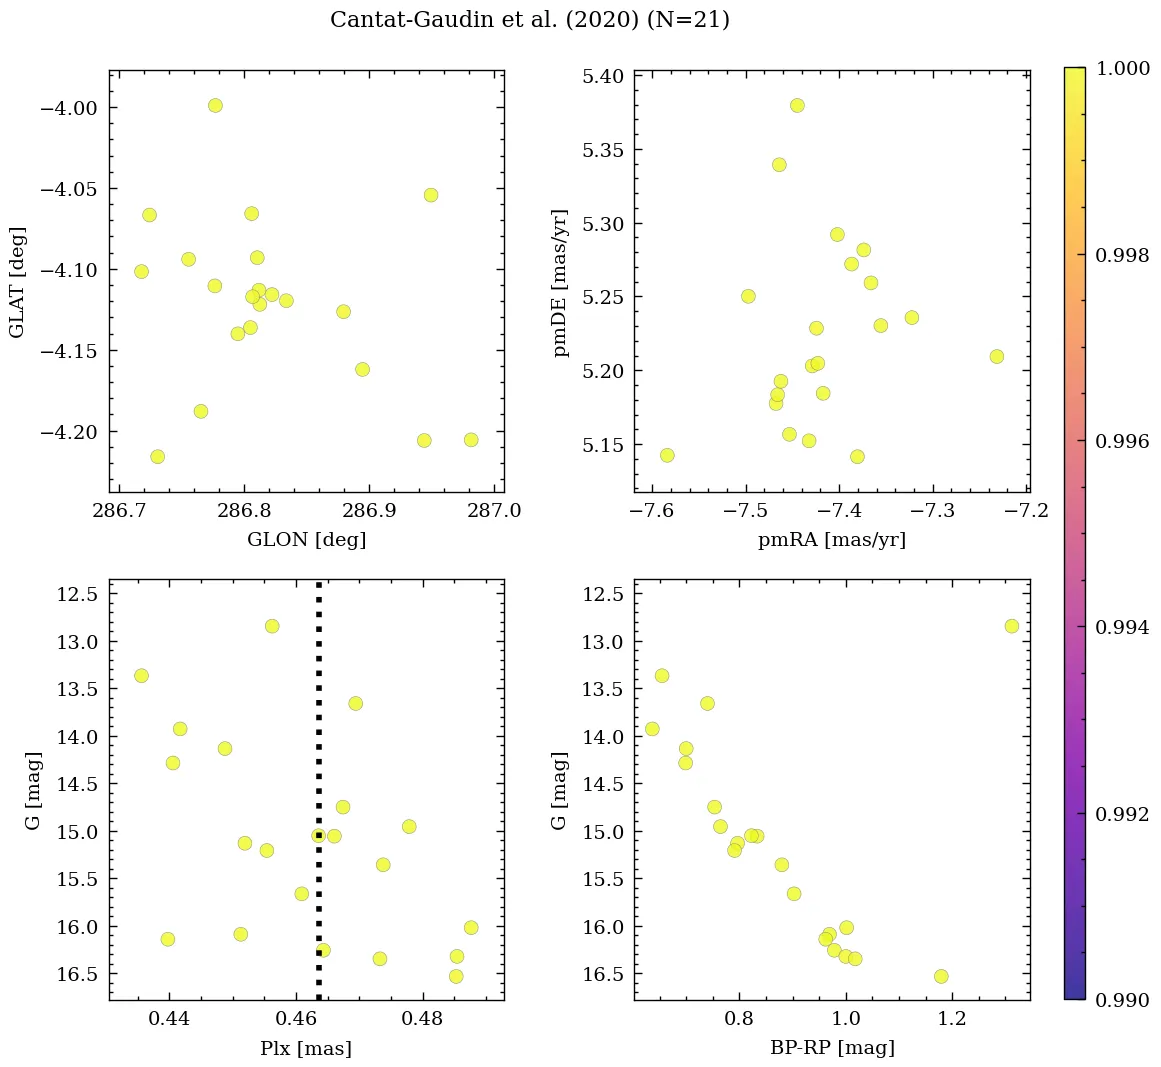 Cantat-Gaudin et al. (2020) (N=21)
−4.00
−4.05
−4.10
−4.15
−4.20
GLAT [deg]
286.7 286.8 286.9 287.0
GLON [deg]
5.40
5.35
5.30
5.25
5.20
5.15
pmDE [mas/yr]
−7.6 −7.5 −7.4 −7.3 −7.2
pmRA [mas/yr]
12.5
13.0
13.5
14.0
14.5
15.0
15.5
16.0
16.5
G [mag]
0.44 0.46 0.48
Plx [mas]
12.5
13.0
13.5
14.0
14.5
15.0
15.5
16.0
16.5
G [mag]
0.8 1.0 1.2
BP-RP [mag]
1.000
0.998
0.996
0.994
0.992
0.990